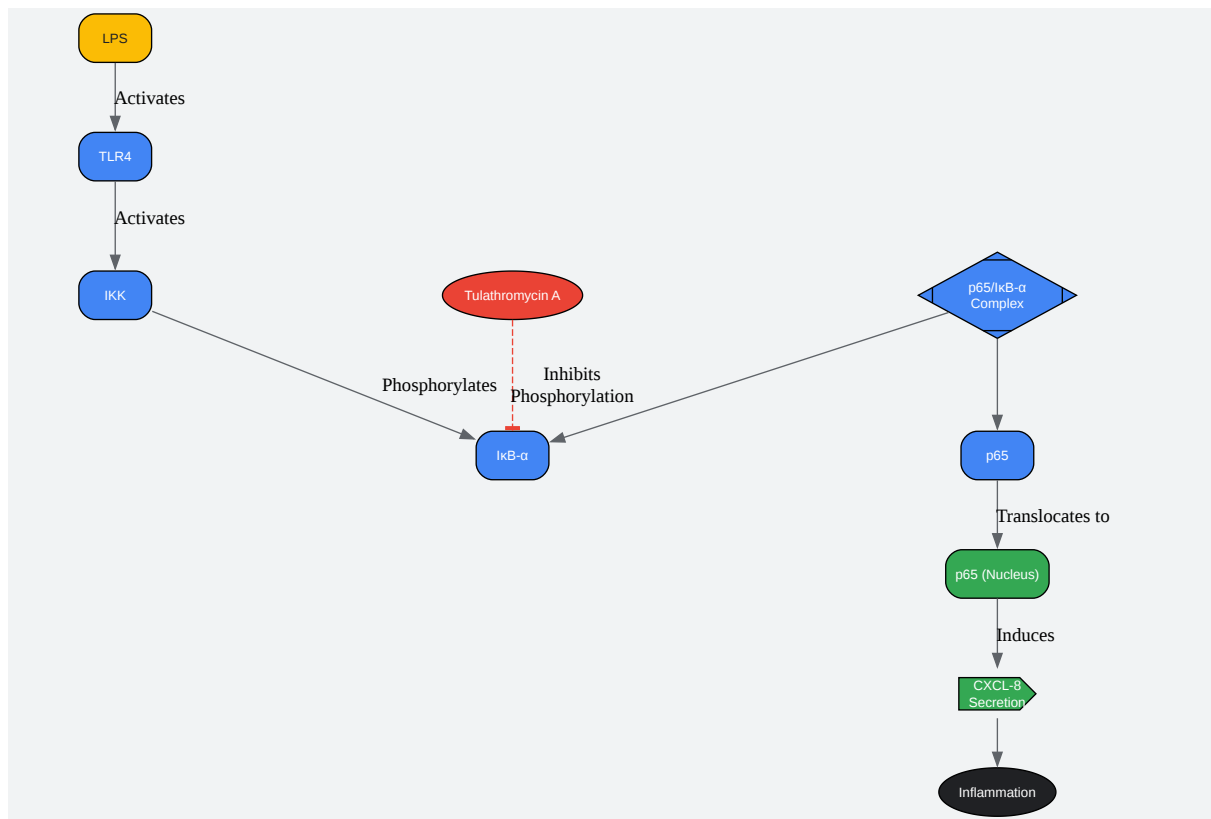 LPS
Activates
TLR4
Activates
IKK
Tulathromycin A
p65/IκB-α
Complex
Phosphorylates
Inhibits
Phosphorylation
IκB-α
p65
Translocates to
p65 (Nucleus)
Induces
CXCL-8
Secretion
Inflammation